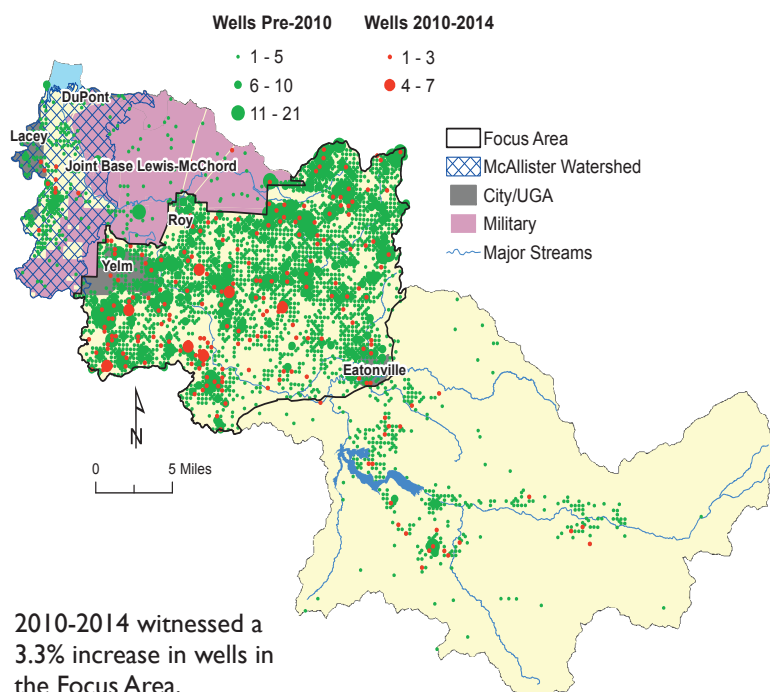 Wells Pre-2010
1 - 5
6 - 10
11 - 21
Wells 2010-2014
1 - 3
4 - 7
Focus Area
McAllister Watershed
City/UGA
Military
Major Streams
DuPont
Lacey
Joint Base Lewis-McChord
Roy
Yelm
Eatonville
N
0 5 Miles
2010-2014 witnessed a
3.3% increase in wells in
the Focus Area.